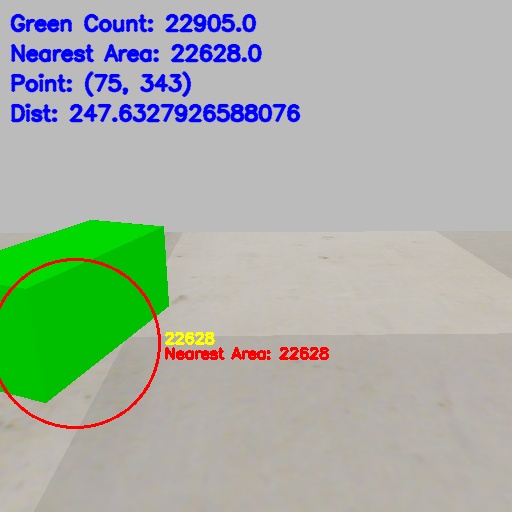 Green Count: 22905.0
Nearest Area: 22628.0
Point: (75, 343)
Dist: 247.6327926588076
22628
Nearest Area: 22628